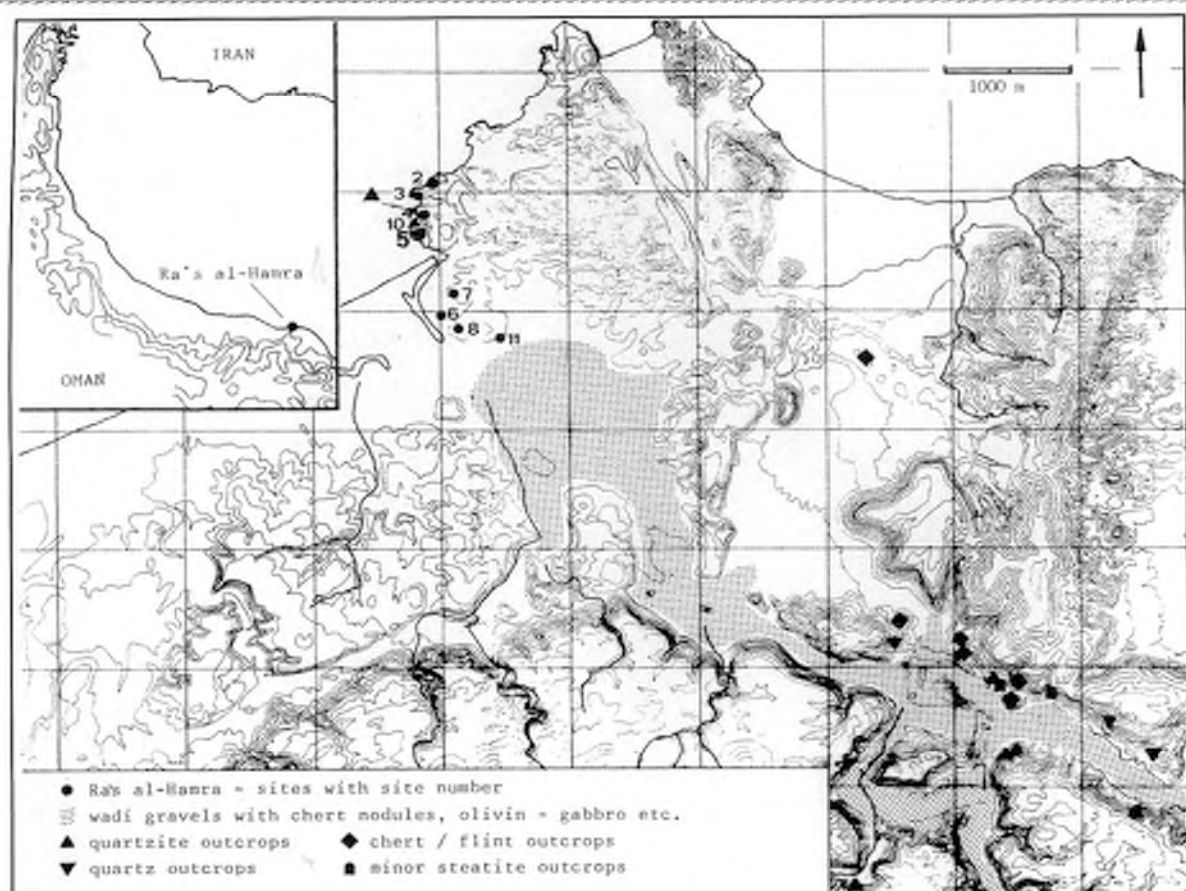 IRAN
1000 m
2
3
10
5
Ra's al-Hamra
7
6
8
11
OMAN
Ra's al-Hamra - sites with site number
wadi gravels with chert nodules, olivin - gabbro etc.
quartzite outcrops
chert / flint outcrops
quartz outcrops
minor steatite outcrops